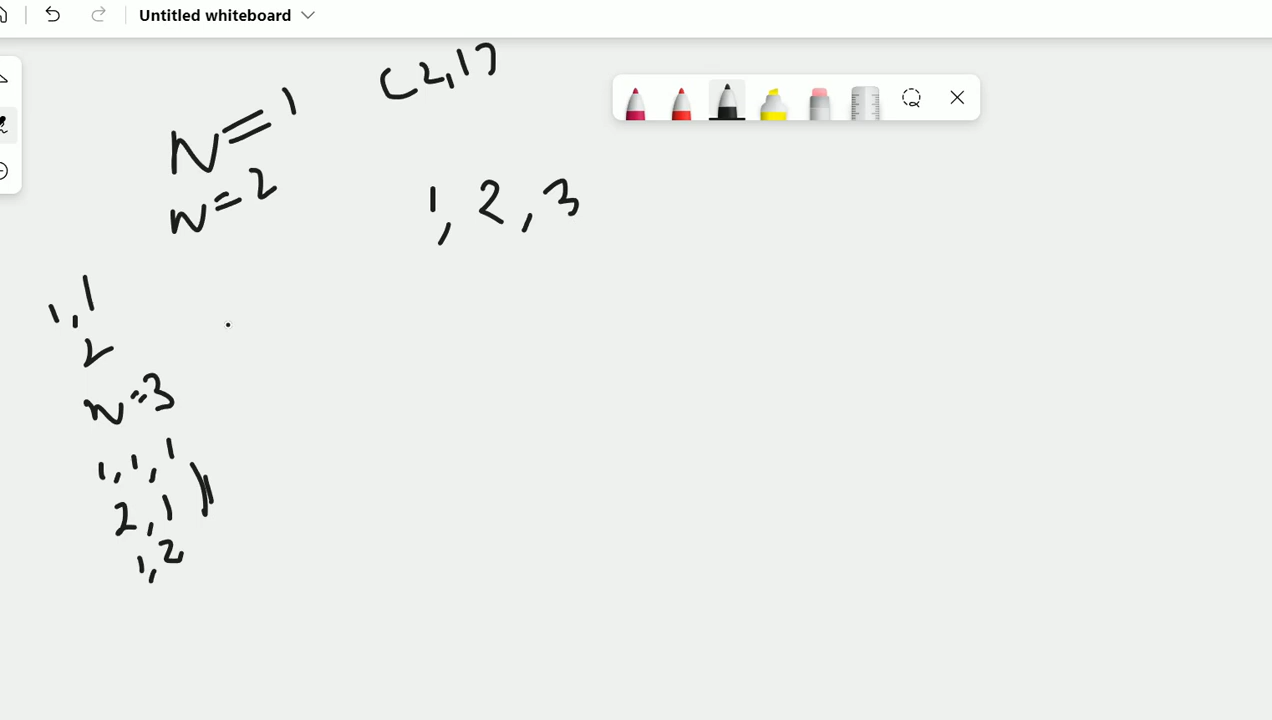 Untitled whiteboard
(2,1)
N=1
n=2
1, 2, 3
1,1
2
n=3
1,1,1
2,1
1,2